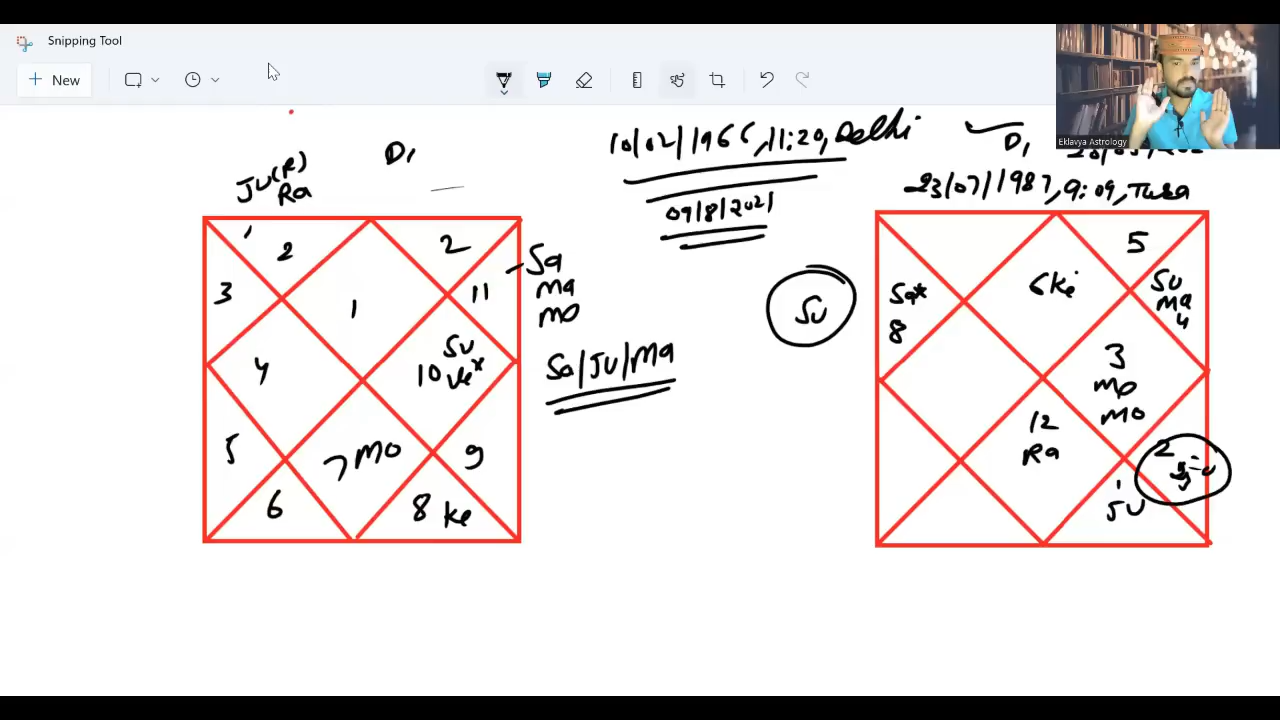 Snipping Tool
New
Eklavya Astrology
10/02/1966, 11:20, Delhi
09/8/2021
D1
Ju(R)
Ra
2
3
1
2
11
Sa
Ma
Mo
4
Su
10 Ve*
Sa/Ju/Ma
5
7 Mo
9
6
8 Ke
Su
D1
23/07/1987, 9:09,
5
6 Ke
Su
Ma
4
Sa*
8
3
Mo
Mo
12
Ra
2
1
Su